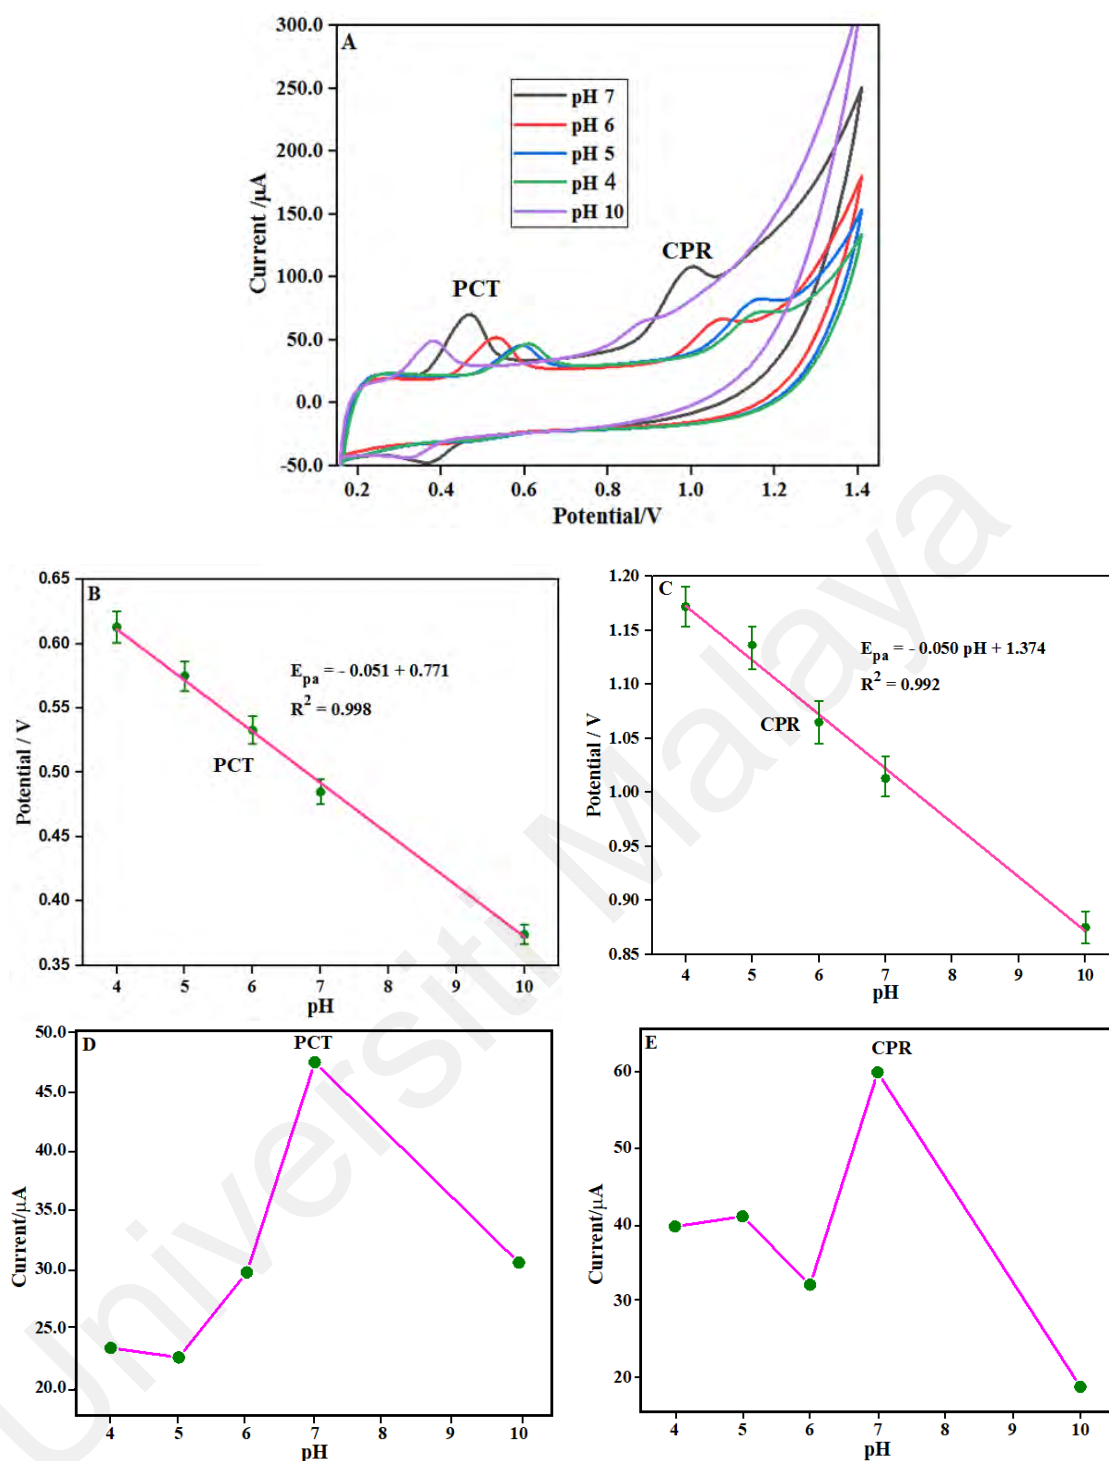 A
300.0
250.0
200.0
150.0
100.0
50.0
0.0
-50.0
Current /µA
pH 7
pH 6
pH 5
pH 4
pH 10
PCT
CPR
0.2 0.4 0.6 0.8 1.0 1.2 1.4
Potential/V
B
0.65
0.60
0.55
0.50
0.45
0.40
0.35
Potential / V
Epa = - 0.051 + 0.771
R² = 0.998
PCT
4 5 6 7 8 9 10
pH
C
1.20
1.15
1.10
1.05
1.00
0.95
0.90
0.85
Potential / V
Epa = - 0.050 pH + 1.374
R² = 0.992
CPR
4 5 6 7 8 9 10
pH
D
PCT
50.0
45.0
40.0
35.0
30.0
25.0
20.0
Current/µA
4 5 6 7 8 9 10
pH
E
CPR
60
50
40
30
20
Current/µA
4 5 6 7 8 9 10
pH
Universiti Malaya